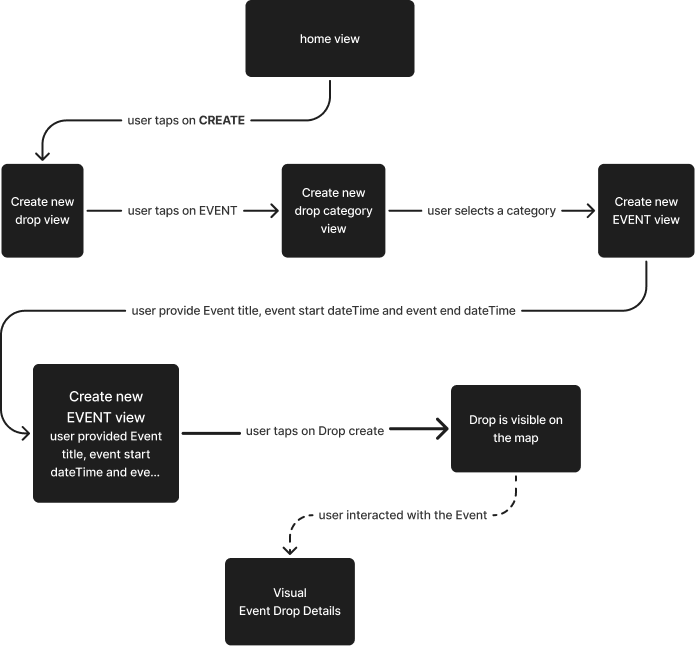 home view
user taps on CREATE
Create new
drop view
user taps on EVENT
Create new
drop category
view
user selects a category
Create new
EVENT view
user provide Event title, event start dateTime and event end dateTime
Create new
EVENT view
user provided Event
title, event start
dateTime and eve...
user taps on Drop create
Drop is visible on
the map
user interacted with the Event
Visual
Event Drop Details